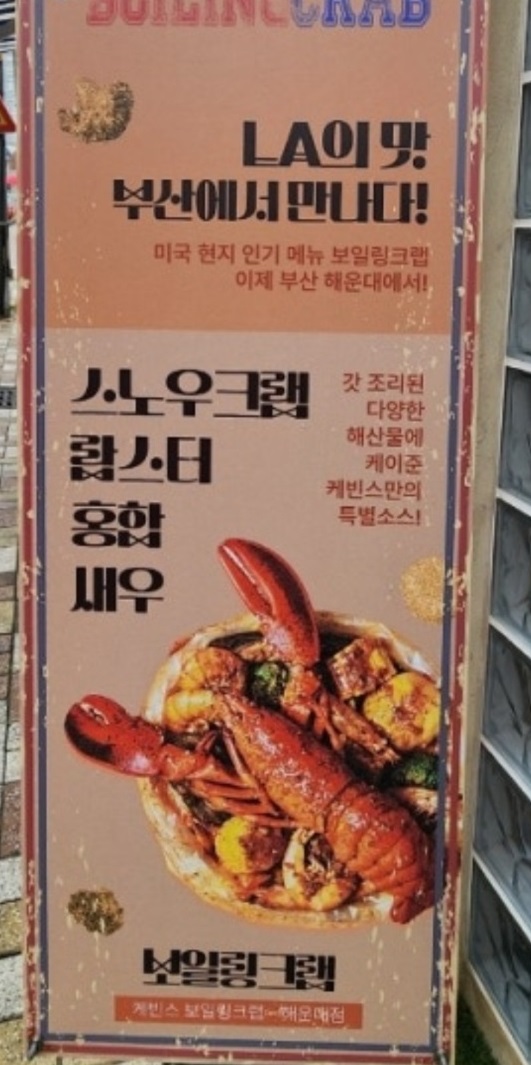 BOILING CRAB
LA의 맛
부산에서 만나다!
미국 현지 인기 메뉴 보일링크랩
이제 부산 해운대에서!
스노우크랩
랍스터
홍합
새우
갓 조리된
다양한
해산물에
케이준
케빈스만의
특별소스!
보일링크랩
케빈스 보일링크랩-해운대점